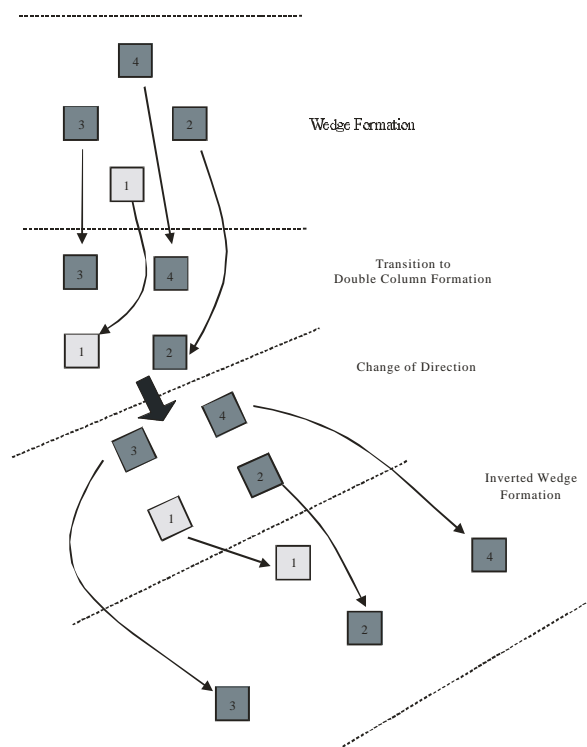 4
3
2
Wedge Formation
1
3
4
Transition to
Double Column Formation
1
2
Change of Direction
4
3
2
Inverted Wedge
Formation
1
4
1
2
3